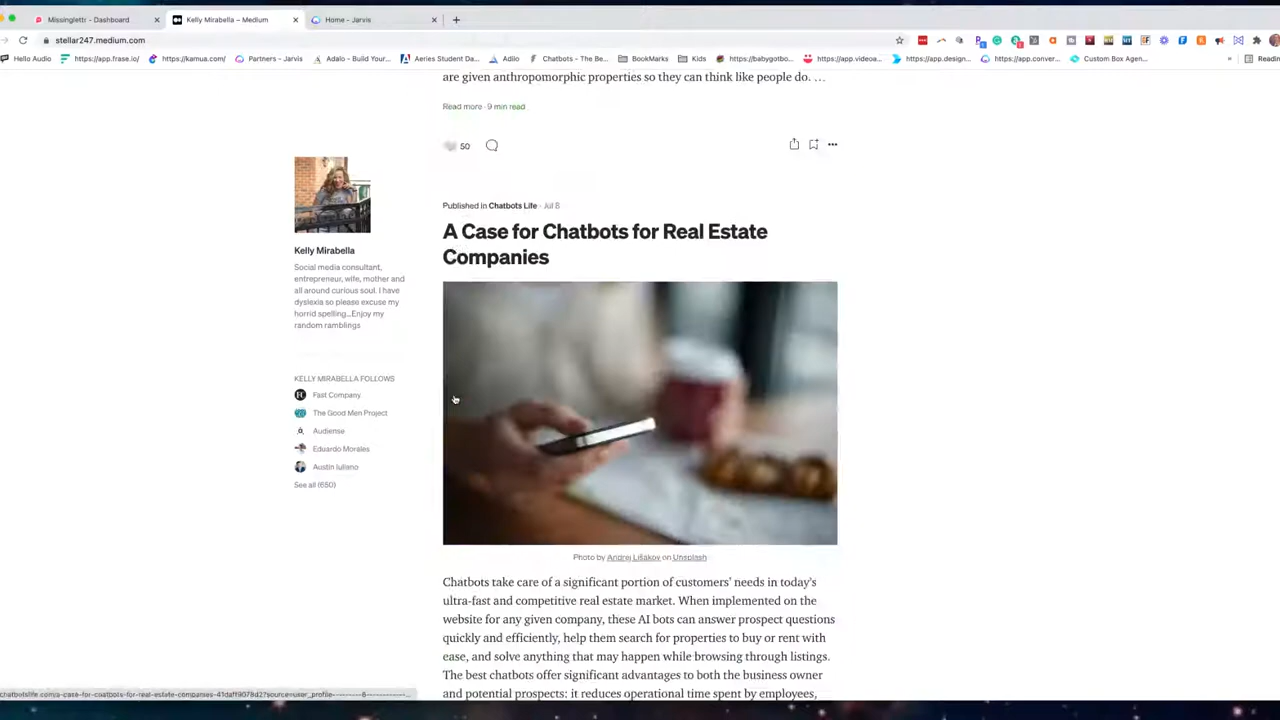 Missinglettr - Dashboard
Kelly Mirabella – Medium
Home - Jarvis
stellar247.medium.com
Hello Audio
https://app.frase.io/
https://kamua.com/
Partners - Jarvis
Adalo - Build Your...
Aeries Student Da...
Adilo
Chatbots - The Be...
BookMarks
Kids
https://babygotbo...
https://app.videoa...
https://app.design...
https://app.conver...
Custom Box Agen...
are given anthropomorphic properties so they can think like people do. …
Read more · 9 min read
50
Published in Chatbots Life · Jul 8
A Case for Chatbots for Real Estate
Companies
Kelly Mirabella
Social media consultant,
entrepreneur, wife, mother and
all around curious soul. I have
dyslexia so please excuse my
horrid spelling...Enjoy my
random ramblings
KELLY MIRABELLA FOLLOWS
Fast Company
The Good Men Project
Audiense
Eduardo Morales
Austin Iuliano
See all (650)
Photo by Andrej Lišakov on Unsplash
Chatbots take care of a significant portion of customers' needs in today's
ultra-fast and competitive real estate market. When implemented on the
website for any given company, these AI bots can answer prospect questions
quickly and efficiently, help them search for properties to buy or rent with
ease, and solve anything that may happen while browsing through listings.
The best chatbots offer significant advantages to both the business owner
and potential prospects: it reduces operational time spent by employees,